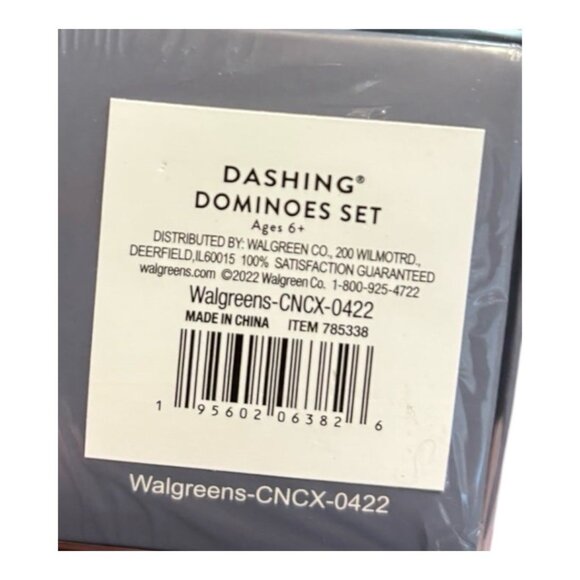 DASHING®
DOMINOES SET
Ages 6+
DISTRIBUTED BY: WALGREEN CO., 200 WILMOTRD.,
DEERFIELD,IL60015 100% SATISFACTION GUARANTEED
walgreens.com ©2022 Walgreen Co. 1-800-925-4722
Walgreens-CNCX-0422
MADE IN CHINA ITEM 785338
1 95602 06382 6
Walgreens-CNCX-0422